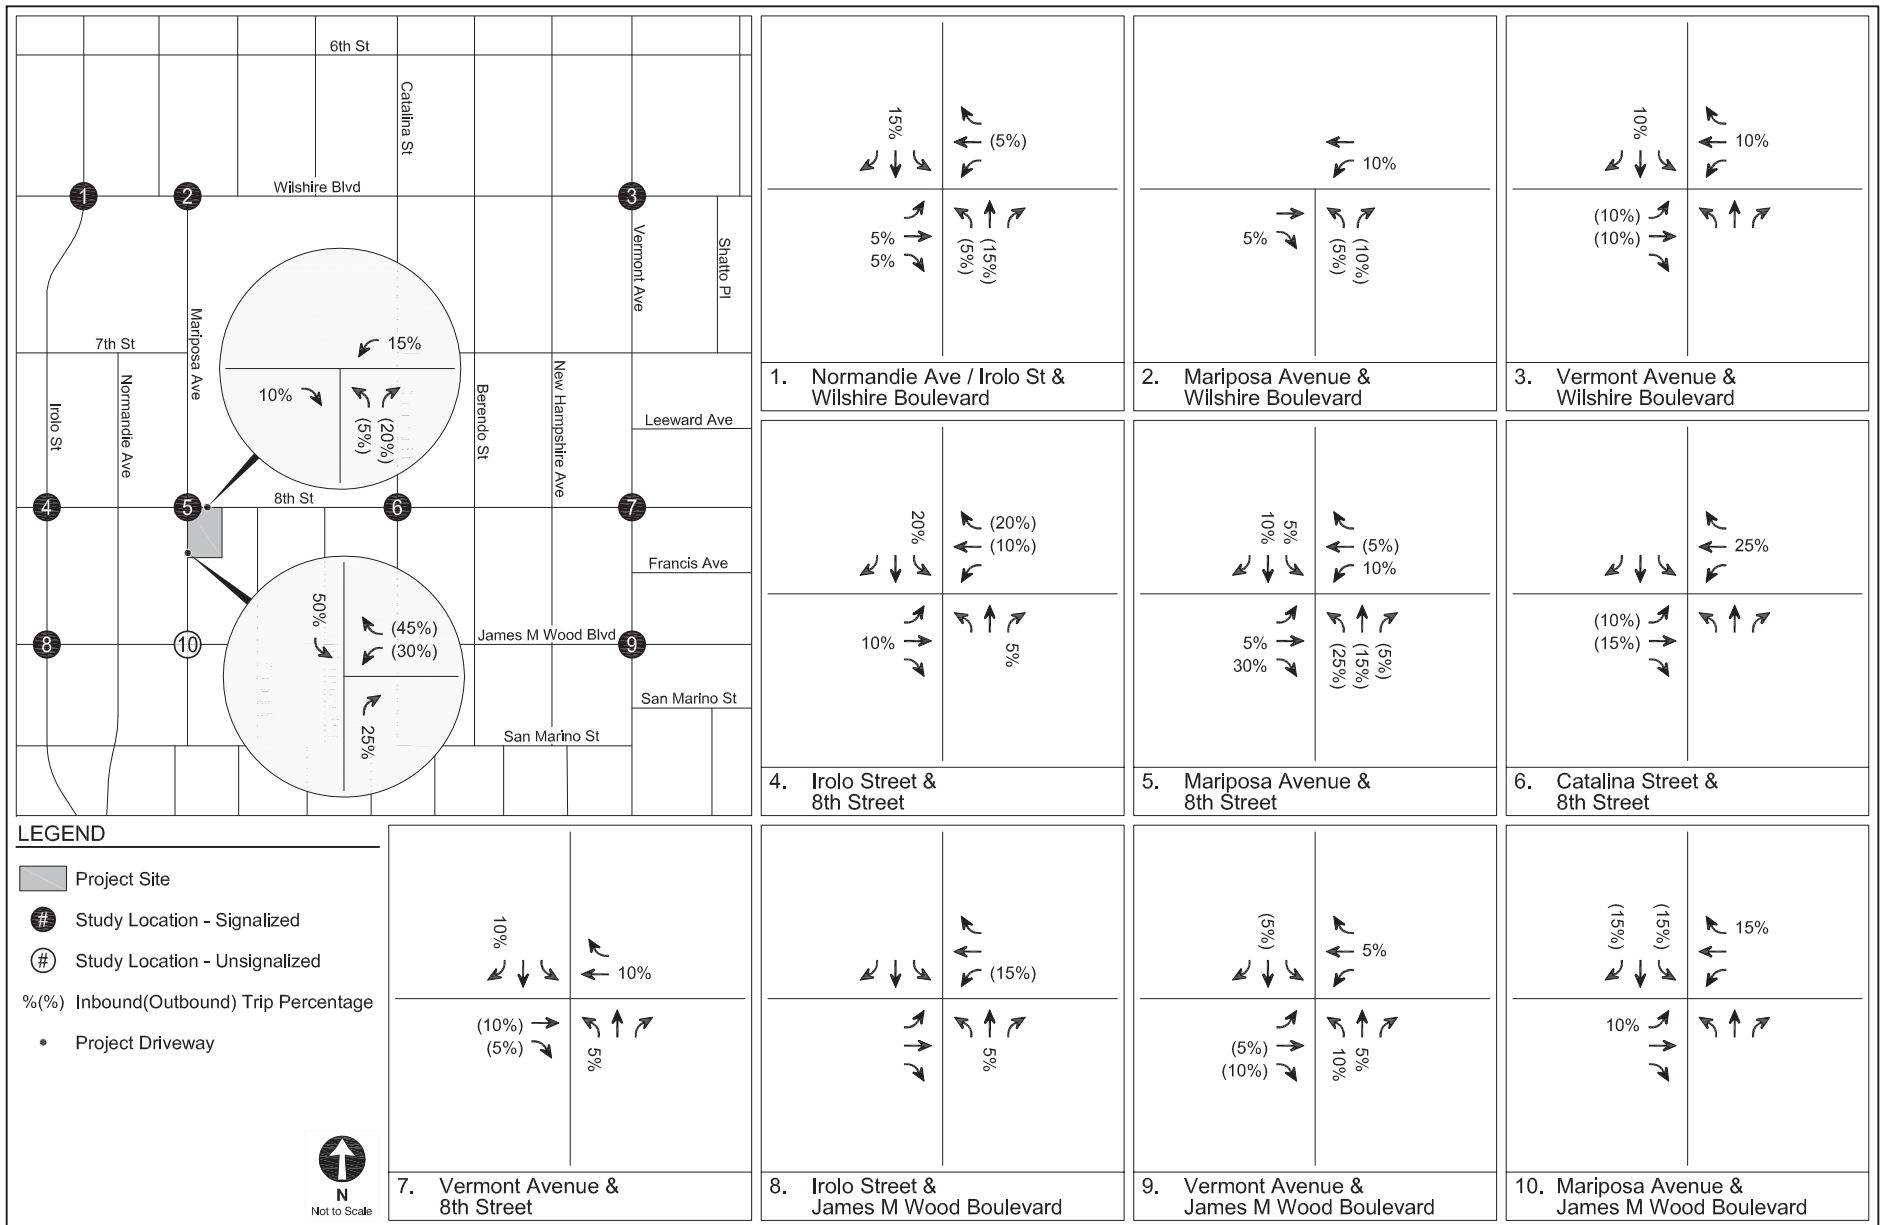 6th St
Catalina St
Wilshire Blvd
1
2
3
Vermont Ave
Shatto Pl
Mariposa Ave
7th St
15%
10%
(5%)
(20%)
Irolo St
Normandie Ave
Berendo St
New Hampshire Ave
Leeward Ave
8th St
4
5
6
7
Francis Ave
50%
(45%)
(30%)
25%
James M Wood Blvd
8
10
9
San Marino St
San Marino St
LEGEND
Project Site
# Study Location - Signalized
# Study Location - Unsignalized
%(%) Inbound(Outbound) Trip Percentage
Project Driveway
N
Not to Scale
15%
(5%)
5%
5%
(5%)
(15%)
1. Normandie Ave / Irolo St &
Wilshire Boulevard
10%
5%
(5%)
(10%)
2. Mariposa Avenue &
Wilshire Boulevard
10%
10%
(10%)
(10%)
3. Vermont Avenue &
Wilshire Boulevard
20%
(20%)
(10%)
10%
5%
4. Irolo Street &
8th Street
10%
5%
(5%)
10%
5%
30%
(25%)
(15%)
(5%)
5. Mariposa Avenue &
8th Street
25%
(10%)
(15%)
6. Catalina Street &
8th Street
10%
10%
(10%)
(5%)
5%
7. Vermont Avenue &
8th Street
(15%)
5%
8. Irolo Street &
James M Wood Boulevard
(5%)
5%
(5%)
(10%)
10%
5%
9. Vermont Avenue &
James M Wood Boulevard
(15%)
(15%)
15%
10%
10. Mariposa Avenue &
James M Wood Boulevard